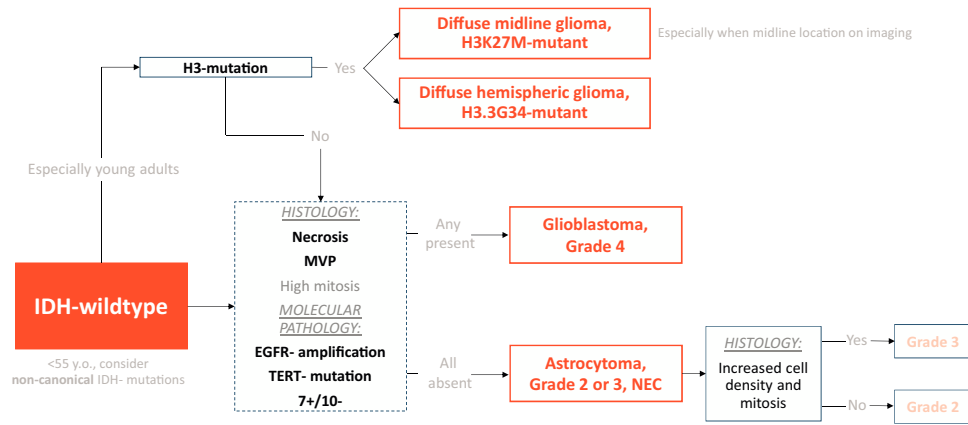 Diffuse midline glioma,
H3K27M-mutant
Especially when midline location on imaging
H3-mutation
Yes
Diffuse hemispheric glioma,
H3.3G34-mutant
No
Especially young adults
HISTOLOGY:
Necrosis
MVP
High mitosis
MOLECULAR
PATHOLOGY:
EGFR- amplification
TERT- mutation
7+/10-
Any
present
Glioblastoma,
Grade 4
IDH-wildtype
<55 y.o., consider
non-canonical IDH- mutations
All
absent
Astrocytoma,
Grade 2 or 3, NEC
HISTOLOGY:
Increased cell
density and
mitosis
Yes
Grade 3
No
Grade 2